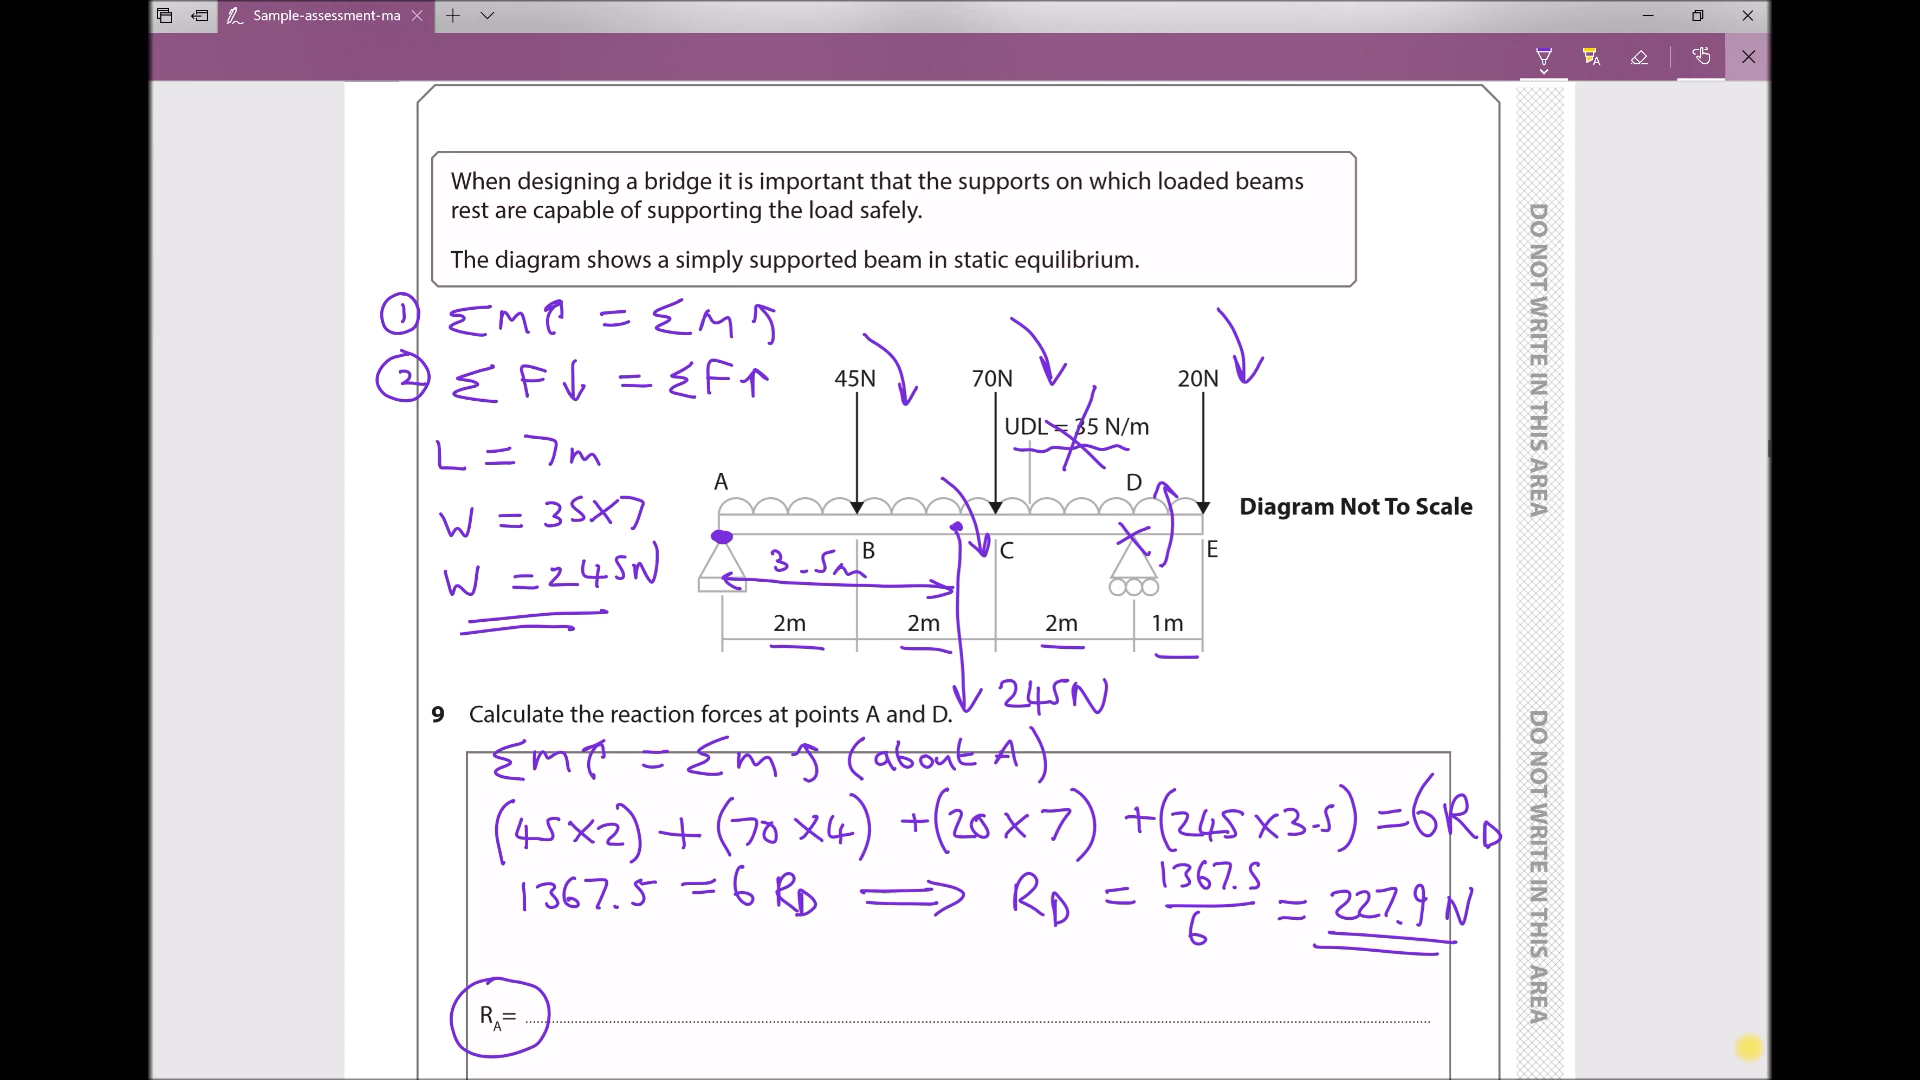 Sample-assessment-ma
When designing a bridge it is important that the supports on which loaded beams
rest are capable of supporting the load safely.
The diagram shows a simply supported beam in static equilibrium.
① ΣM↻ = ΣM↺
② ΣF↓ = ΣF↑
L = 7m
W = 35×7
W = 245N
45N 70N 20N
UDL = 35 N/m
A D
Diagram Not To Scale
B C E
3.5m
2m 2m 2m 1m
245N
9 Calculate the reaction forces at points A and D.
ΣM↻ = ΣM↺ (about A)
(45×2) + (70×4) + (20×7) + (245×3.5) = 6R_D
1367.5 = 6 R_D ⟹ R_D = 1367.5/6 = 227.9 N
R_A=
DO NOT WRITE IN THIS AREA
DO NOT WRITE IN THIS AREA